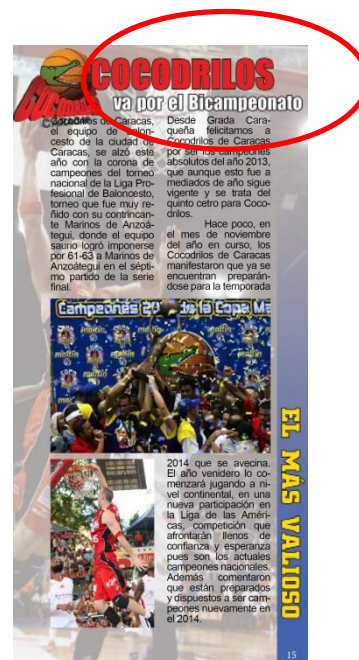 COCODRILOS
va por el Bicampeonato
Cocodrilos de Caracas,
el equipo de balon-
cesto de la ciudad de
Caracas, se alzó este
año con la corona de
campeones del torneo
nacional de la Liga Pro-
fesional de Baloncesto,
torneo que fue muy re-
ñido con su contrincan-
te Marinos de Anzoá-
tegui, donde el equipo
saurio logró imponerse
por 61-63 a Marinos de
Anzoátegui en el sépti-
mo partido de la serie
final.
Desde Grada Cara-
queña felicitamos a
Cocodrilos de Caracas
por ser los campeones
absolutos del año 2013,
que aunque esto fue a
mediados de año sigue
vigente y se trata del
quinto cetro para Coco-
drilos.
Hace poco, en
el mes de noviembre
del año en curso, los
Cocodrilos de Caracas
manifestaron que ya se
encuentran preparán-
dose para la temporada
Campeones 20 de la Copa Ma
maltin
2014 que se avecina.
El año venidero lo co-
menzará jugando a ni-
vel continental, en una
nueva participación en
la Liga de las Améri-
cas, competición que
afrontarán llenos de
confianza y esperanza
pues son los actuales
campeones nacionales.
Además comentaron
que están preparados
y dispuestos a ser cam-
peones nuevamente en
el 2014.
EL MÁS VALIOSO
15